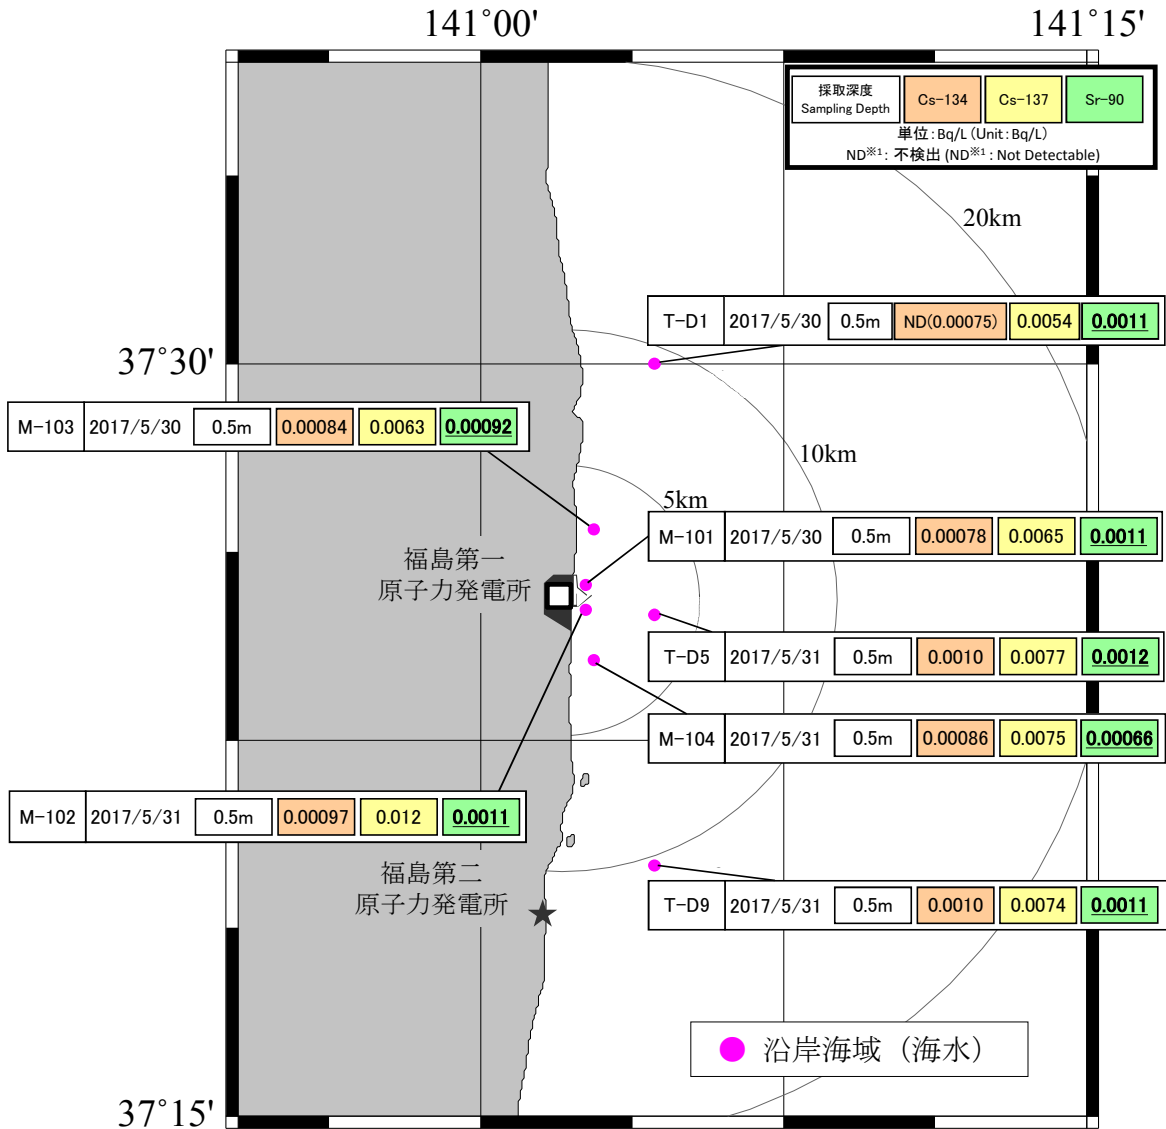 141°00'
141°15'
採取深度
Sampling Depth
Cs-134
Cs-137
Sr-90
単位：Bq/L (Unit：Bq/L)
ND※1：不検出 (ND※1：Not Detectable)
20km
T-D1 2017/5/30 0.5m ND(0.00075) 0.0054 0.0011
37°30'
M-103 2017/5/30 0.5m 0.00084 0.0063 0.00092
10km
5km
M-101 2017/5/30 0.5m 0.00078 0.0065 0.0011
福島第一
原子力発電所
T-D5 2017/5/31 0.5m 0.0010 0.0077 0.0012
M-104 2017/5/31 0.5m 0.00086 0.0075 0.00066
M-102 2017/5/31 0.5m 0.00097 0.012 0.0011
福島第二
原子力発電所
T-D9 2017/5/31 0.5m 0.0010 0.0074 0.0011
沿岸海域（海水）
37°15'